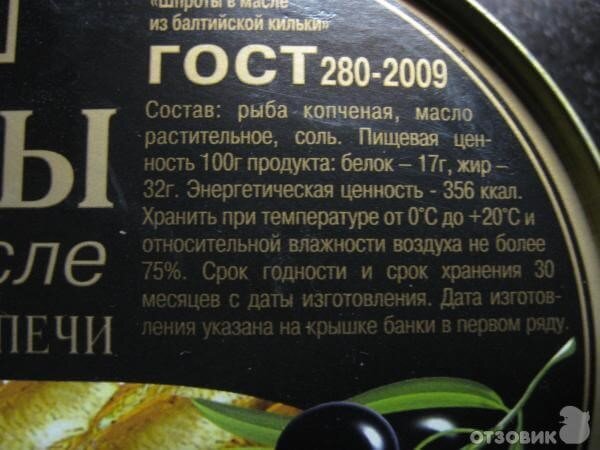 «Шпроты в масле
из балтийской кильки»
ГОСТ 280-2009
Состав: рыба копченая, масло
растительное, соль. Пищевая цен-
ность 100г продукта: белок – 17г, жир –
32г. Энергетическая ценность - 356 ккал.
Хранить при температуре от 0°С до +20°С и
относительной влажности воздуха не более
75%. Срок годности и срок хранения 30
месяцев с даты изготовления. Дата изготов-
ления указана на крышке банки в первом ряду.
Ы
сле
ПЕЧИ
ОТЗОВИК